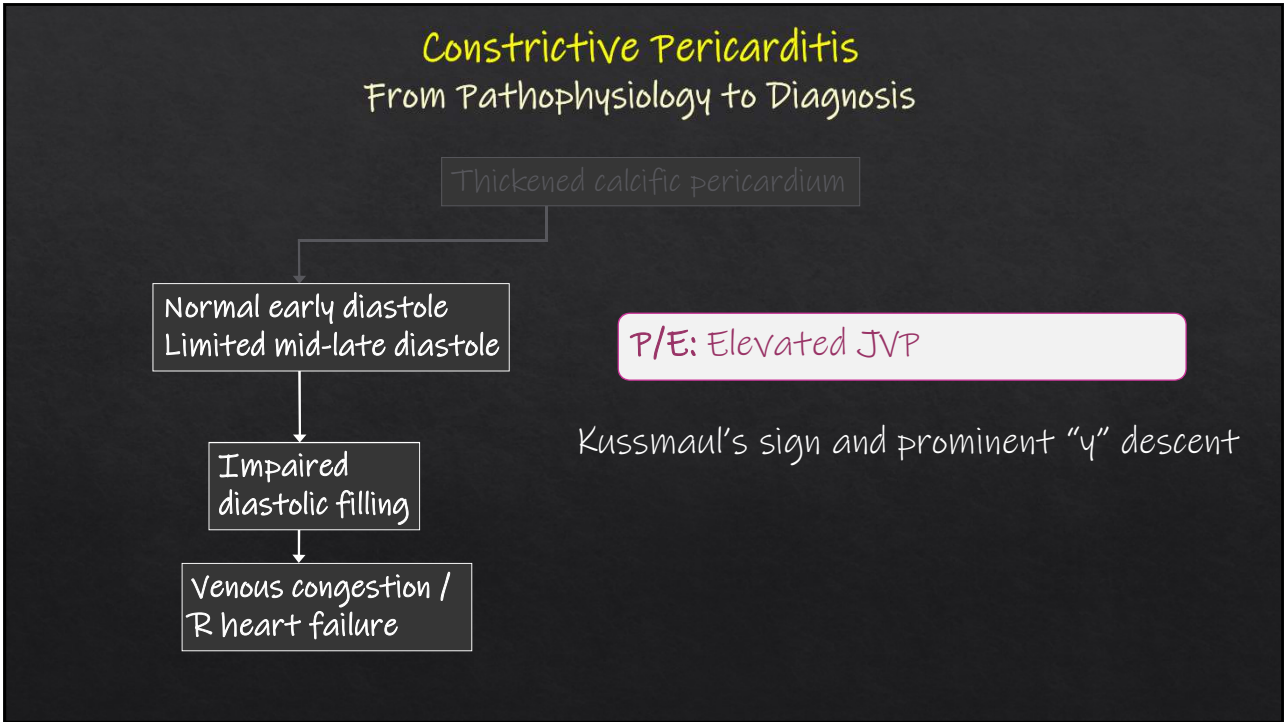 Constrictive Pericarditis
From Pathophysiology to Diagnosis
Thickened calcific pericardium
Normal early diastole
Limited mid-late diastole
P/E: Elevated JVP
Kussmaul's sign and prominent “y” descent
Impaired
diastolic filling
Venous congestion /
R heart failure